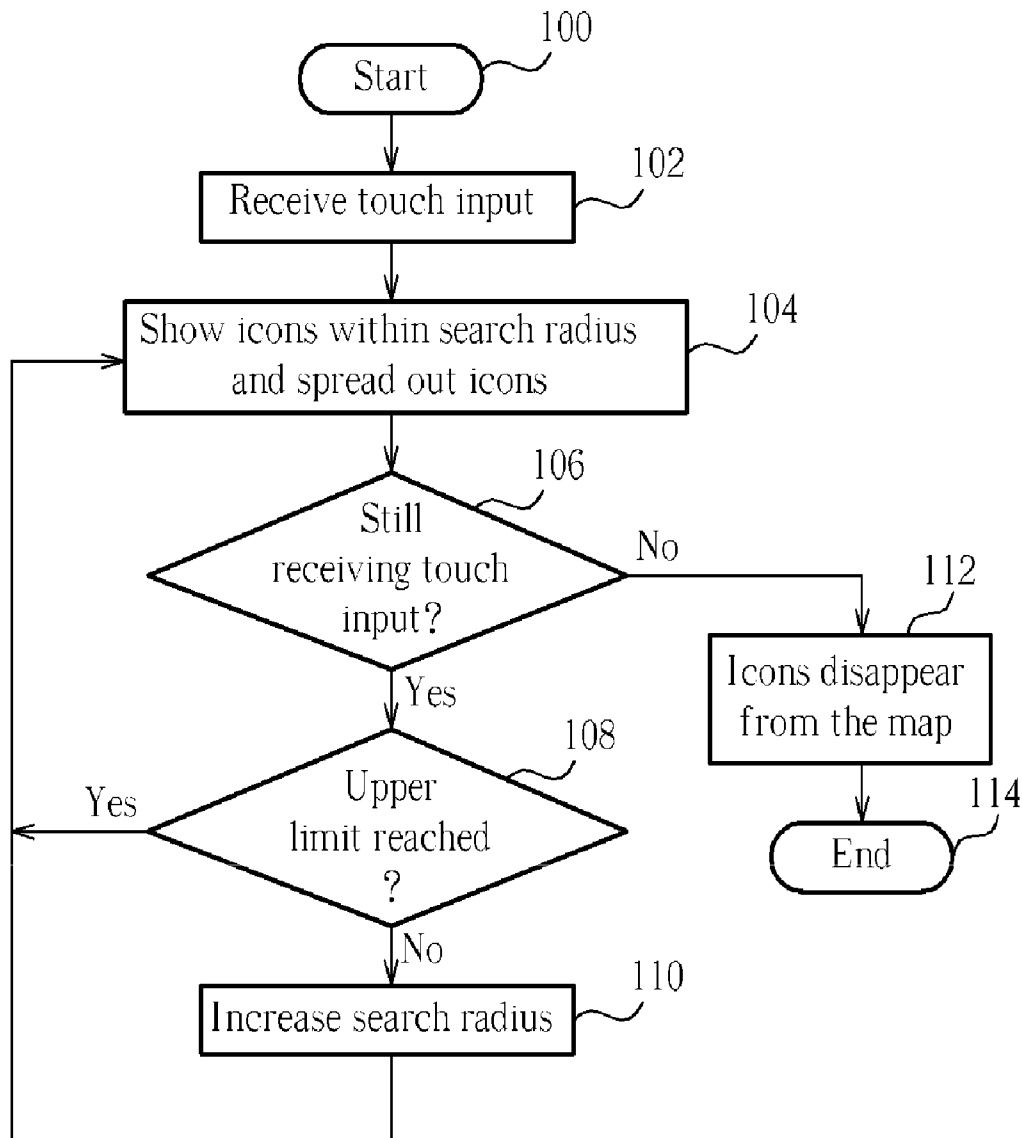 100
Start
102
Receive touch input
104
Show icons within search radius
and spread out icons
106
Still
receiving touch
input?
No
112
Icons disappear
from the map
Yes
108
Upper
limit reached
?
Yes
114
End
No
110
Increase search radius